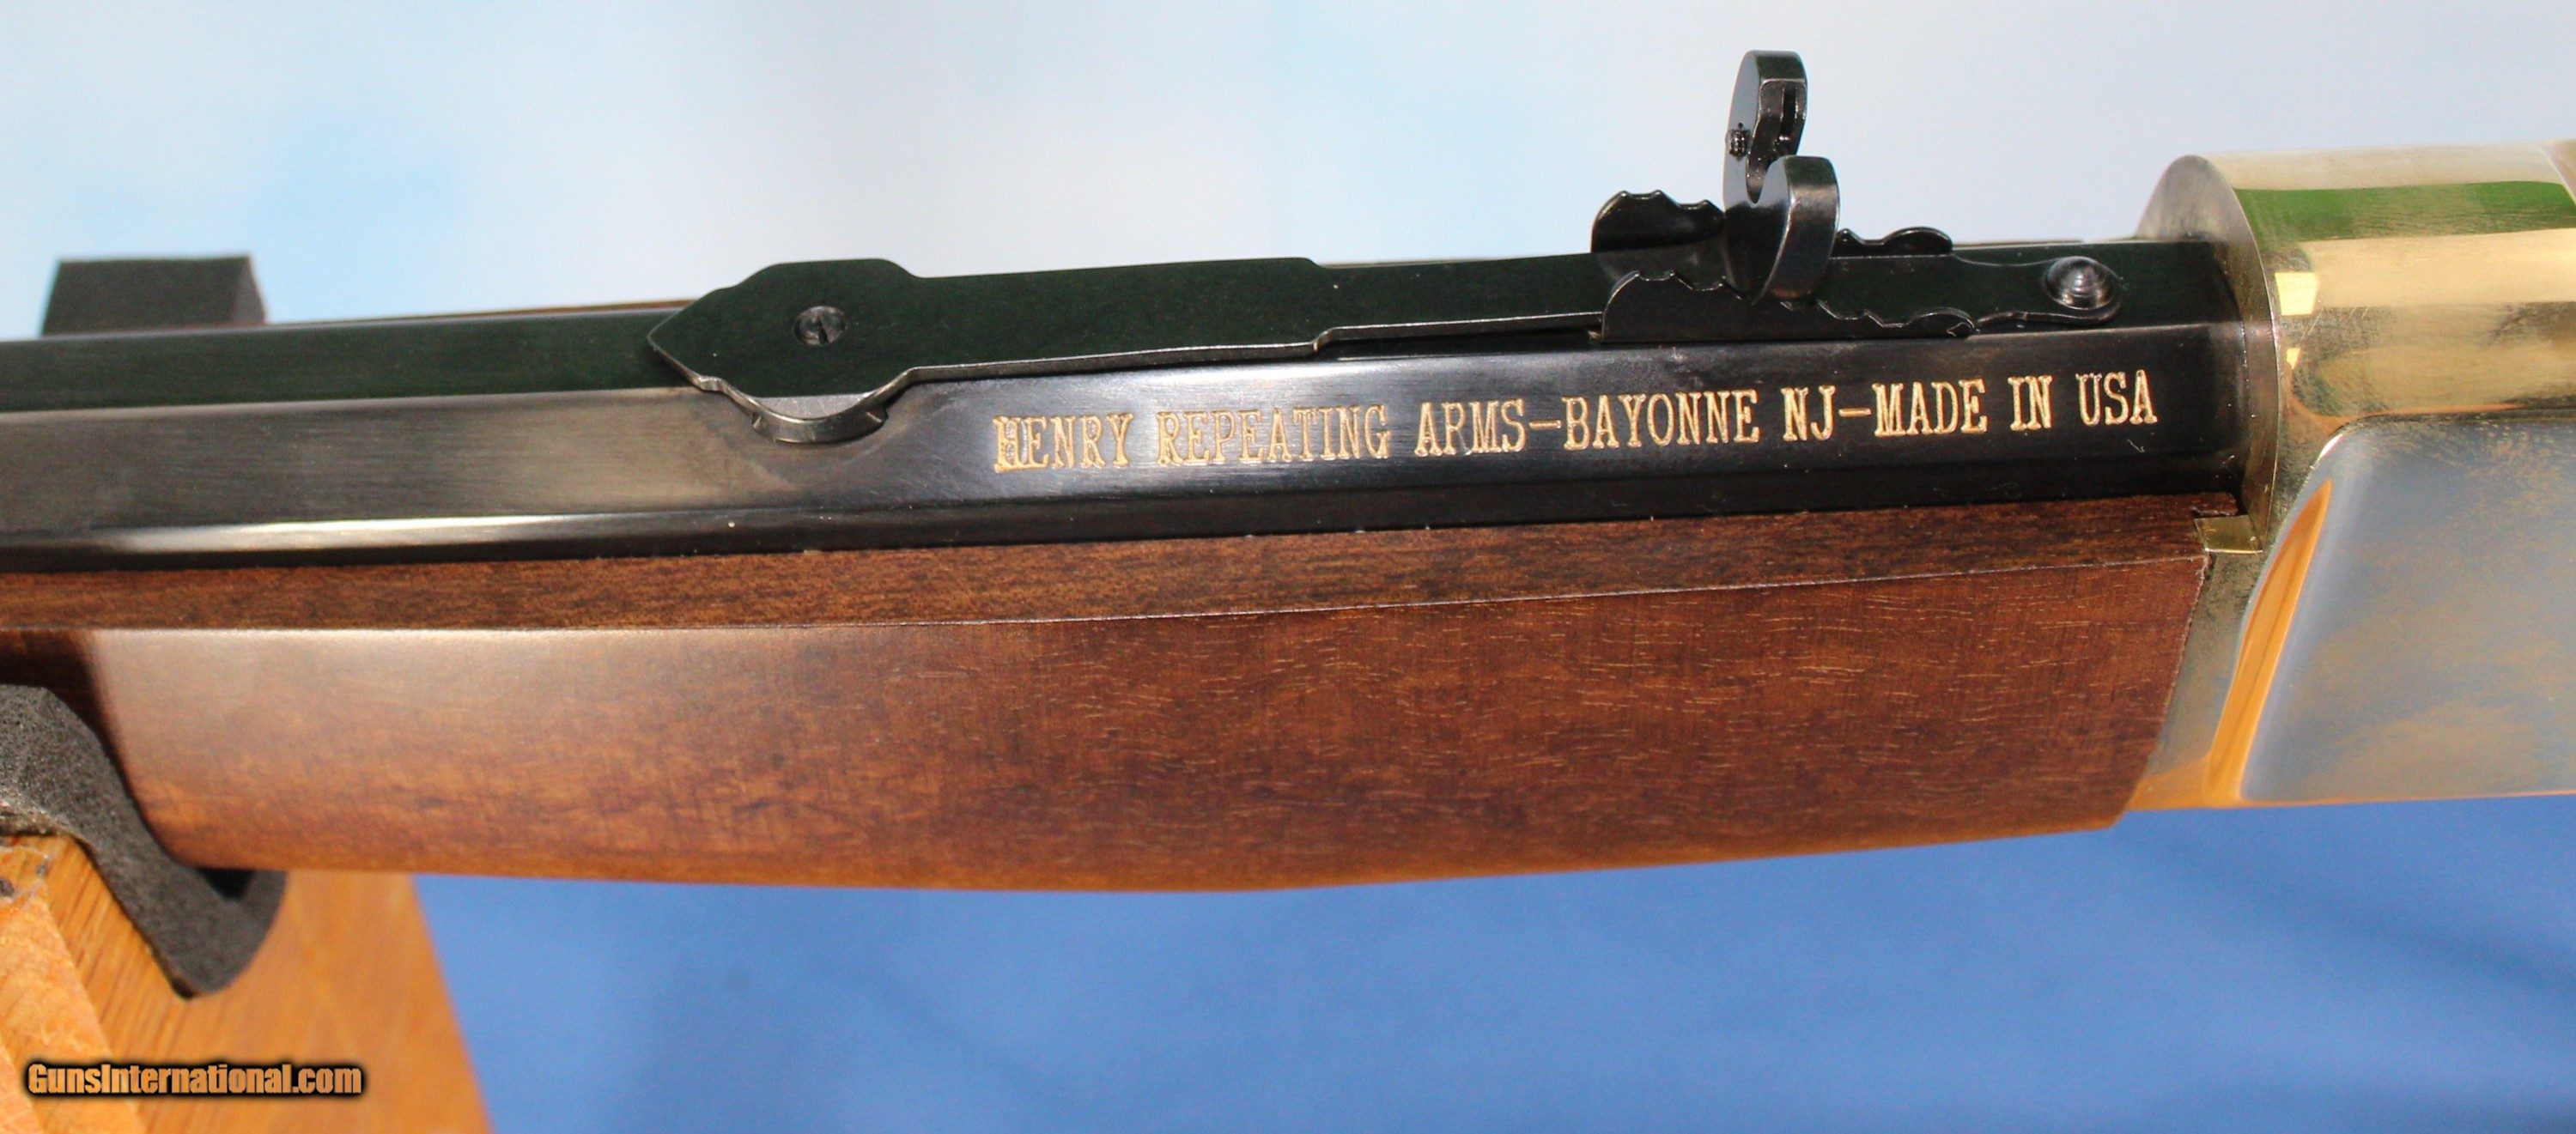 HENRY REPEATING ARMS-BAYONNE NJ-MADE IN USA
GunsInternational.com